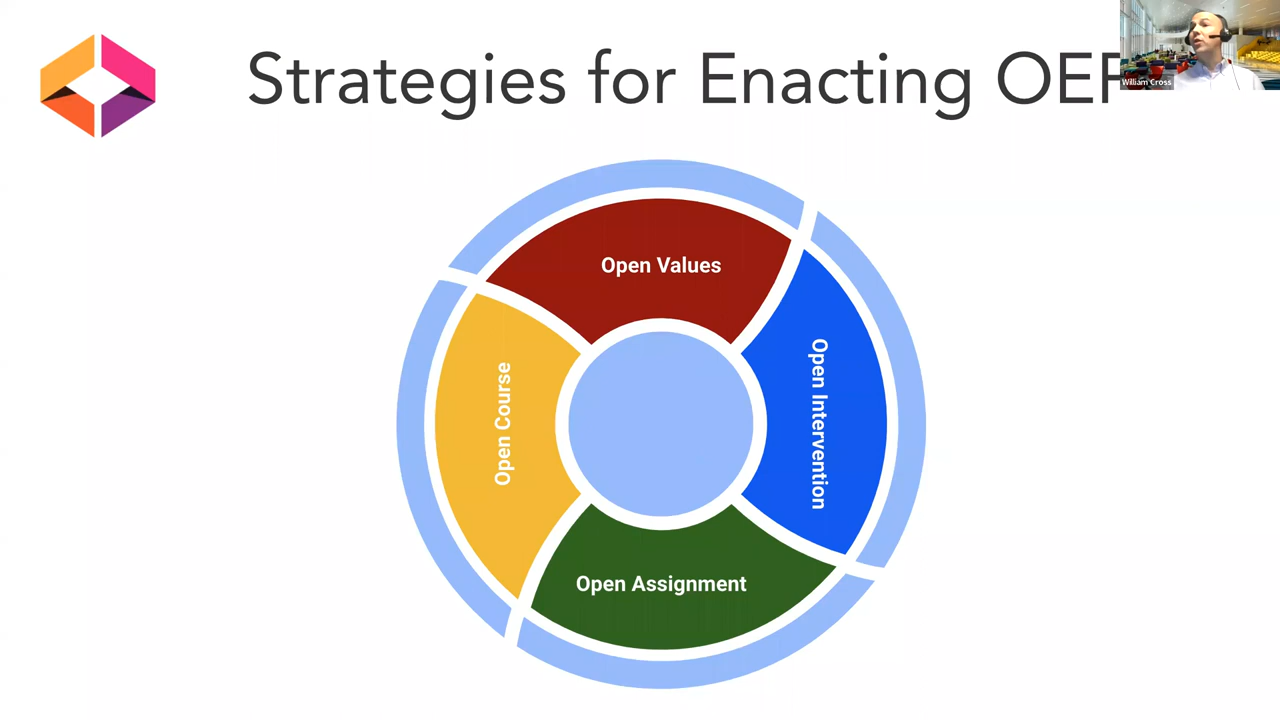 Strategies for Enacting OEP
William Cross
Open Values
Open Intervention
Open Course
Open Assignment